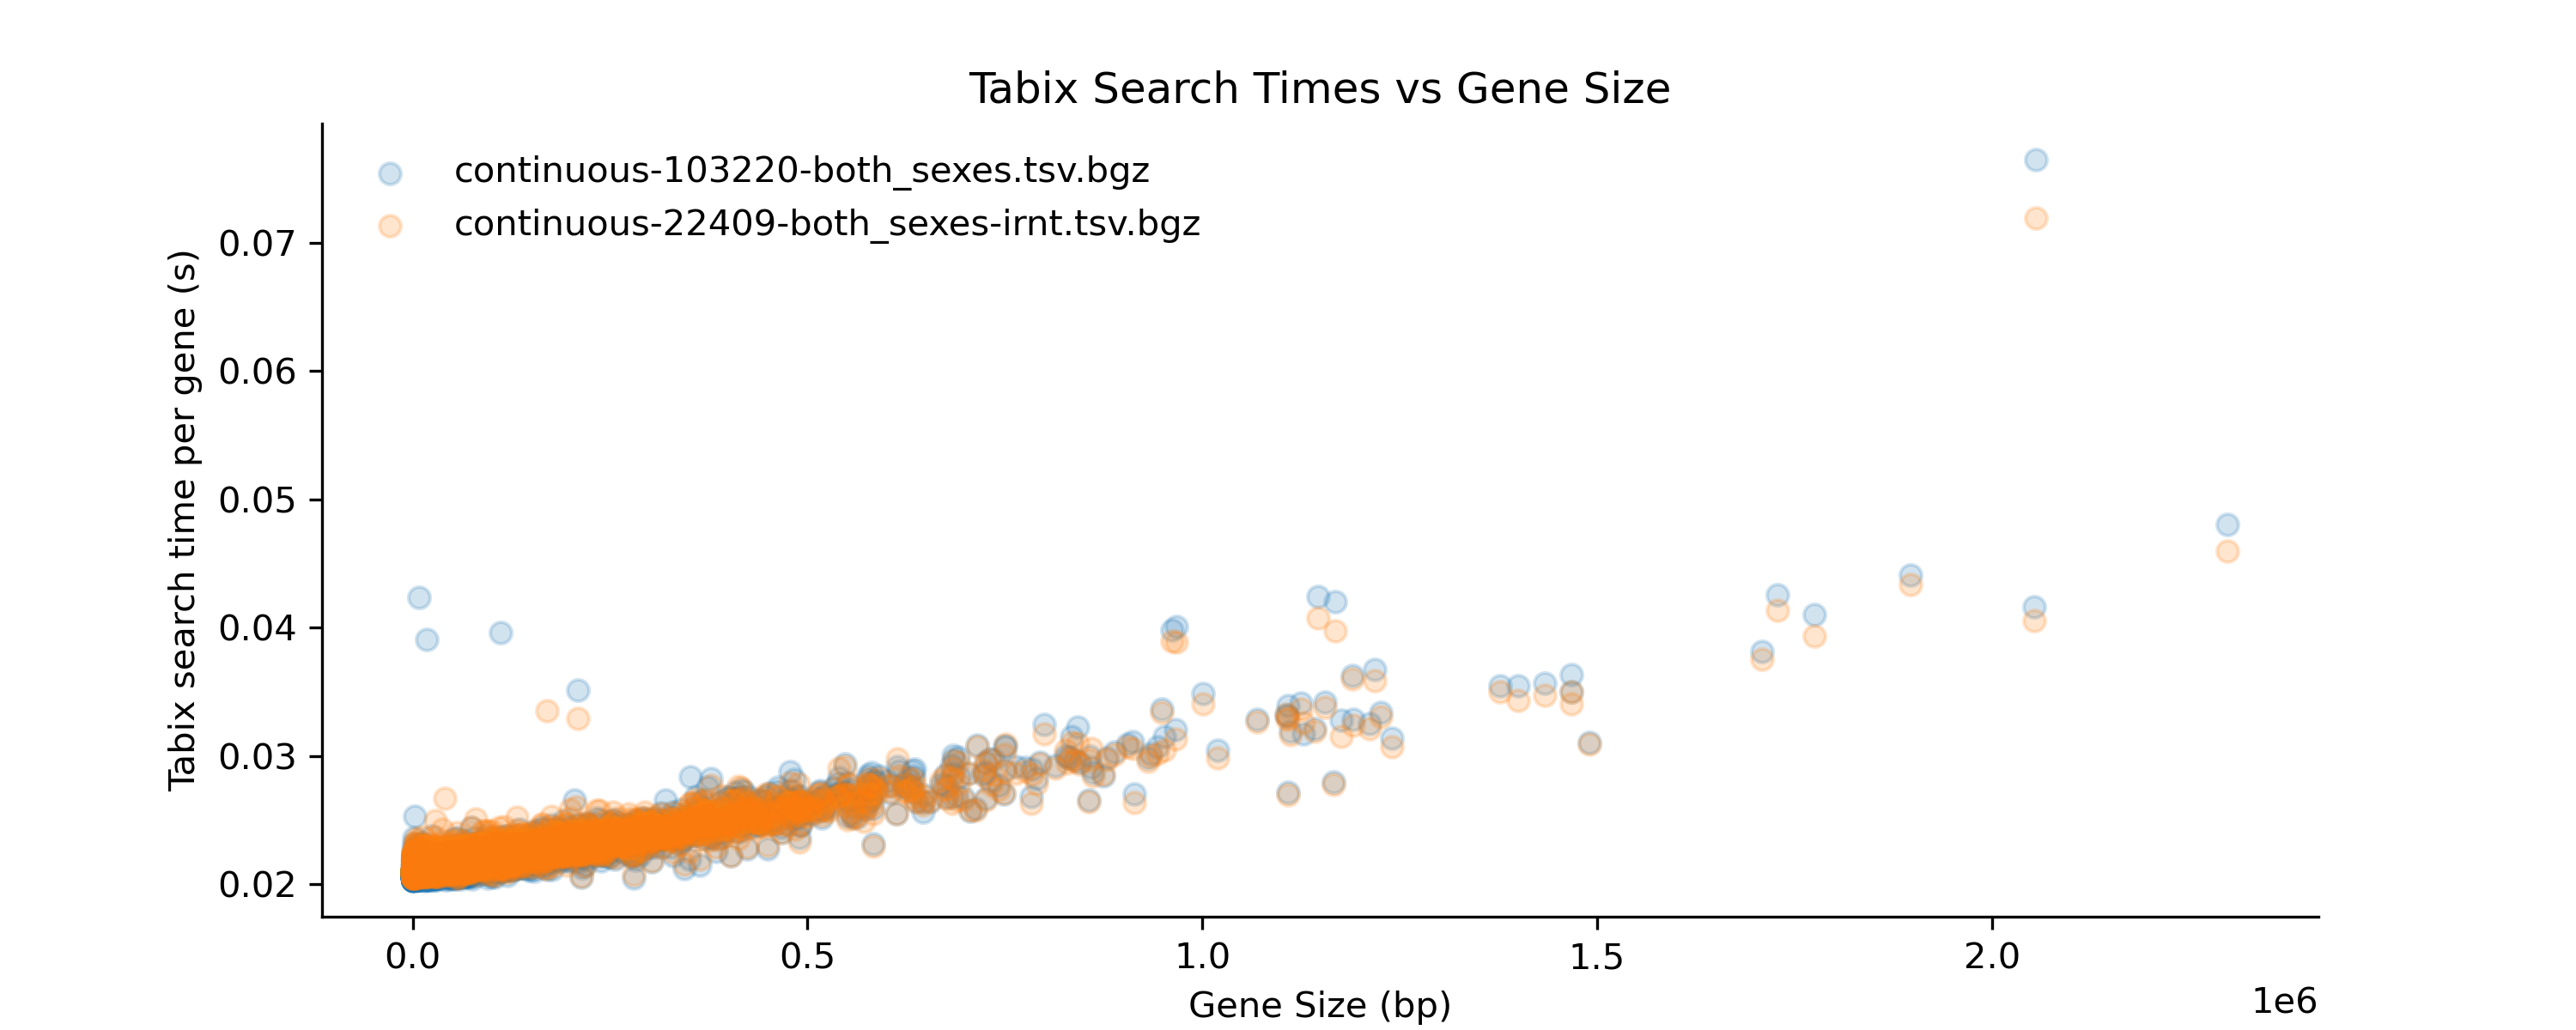 Tabix Search Times vs Gene Size
continuous-103220-both_sexes.tsv.bgz
continuous-22409-both_sexes-irnt.tsv.bgz
Tabix search time per gene (s)
0.07
0.06
0.05
0.04
0.03
0.02
0.0 0.5 1.0 1.5 2.0
1e6
Gene Size (bp)